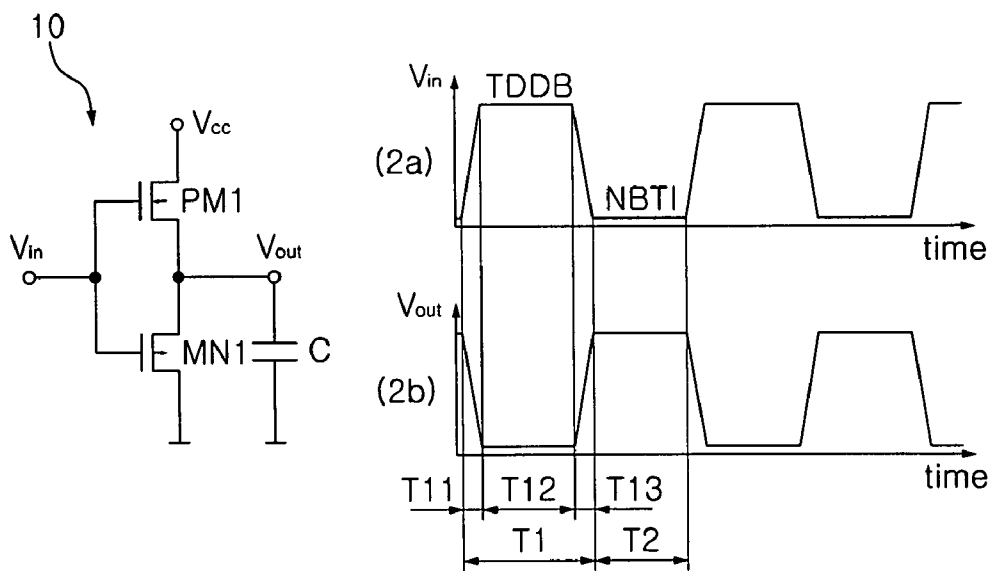 10
Vcc
PM1
Vin
Vout
MN1
C
Vin
TDDB
(2a)
NBTI
time
Vout
(2b)
time
T11
T12
T13
T1
T2